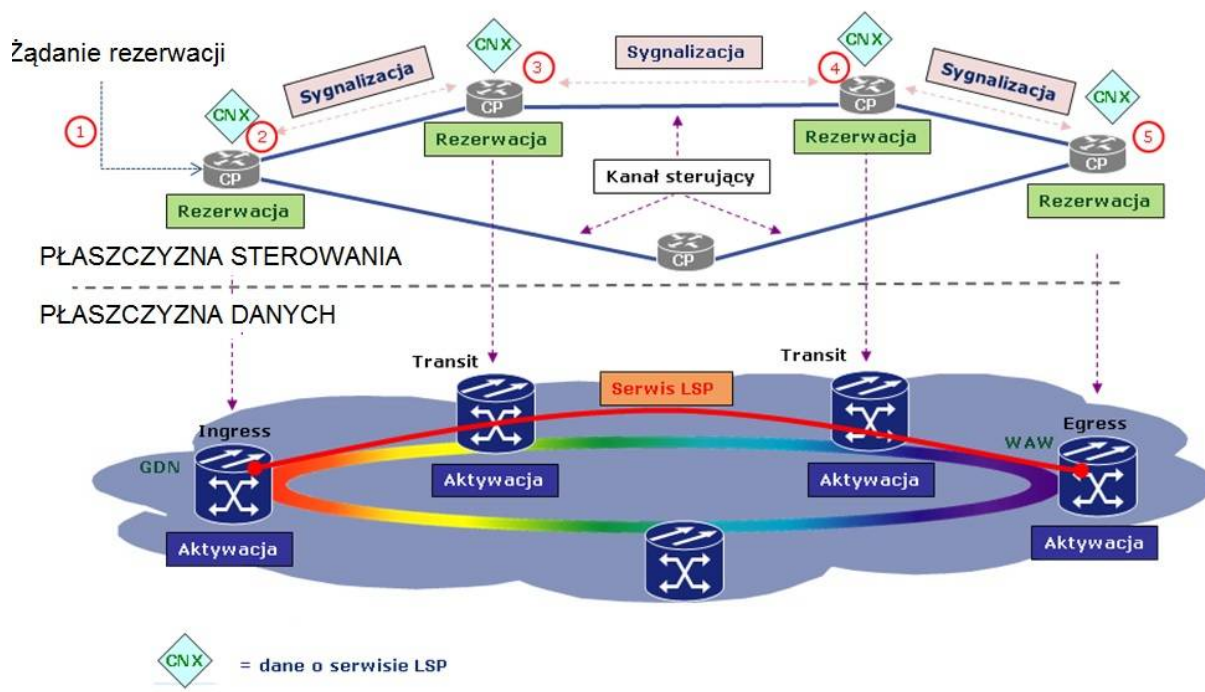 Żądanie rezerwacji
CNX
CNX
CNX
CNX
Sygnalizacja
Sygnalizacja
Sygnalizacja
1
2
3
4
5
CP
CP
CP
CP
CP
Rezerwacja
Rezerwacja
Rezerwacja
Rezerwacja
Kanał sterujący
PŁASZCZYZNA STEROWANIA
PŁASZCZYZNA DANYCH
Transit
Transit
Serwis LSP
Ingress
Egress
GDN
WAW
Aktywacja
Aktywacja
Aktywacja
Aktywacja
CNX = dane o serwisie LSP